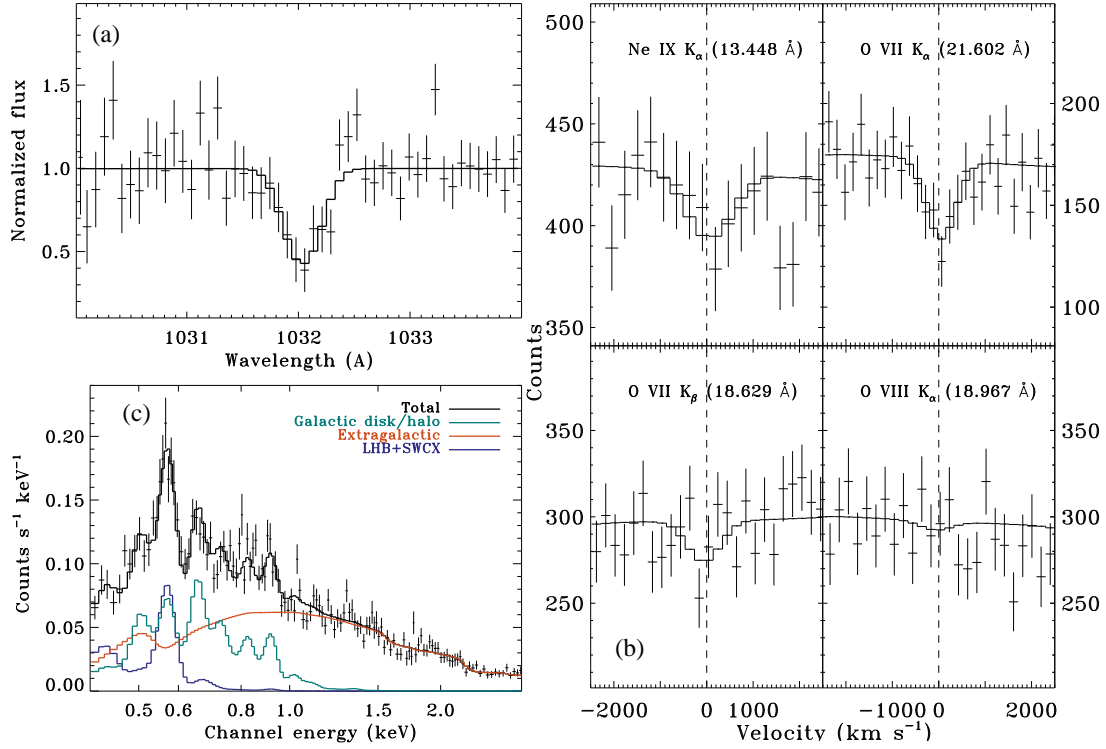 (a)
1.5
1.0
0.5
Normalized flux
1031 1032 1033
Wavelength (A)
(c)
Total
Galactic disk/halo
Extragalactic
LHB+SWCX
0.20
0.15
0.10
0.05
0.00
Counts s⁻¹ keV⁻¹
0.5 0.6 0.8 1.0 1.5 2.0
Channel energy (keV)
500
450
400
350
Ne IX Kα (13.448 Å)
O VII Kα (21.602 Å)
200
150
100
Counts
O VII Kβ (18.629 Å)
O VIII Kα (18.967 Å)
350
300
250
350
300
250
(b)
-2000 0 1000 -1000 0 2000
Velocity (km s⁻¹)